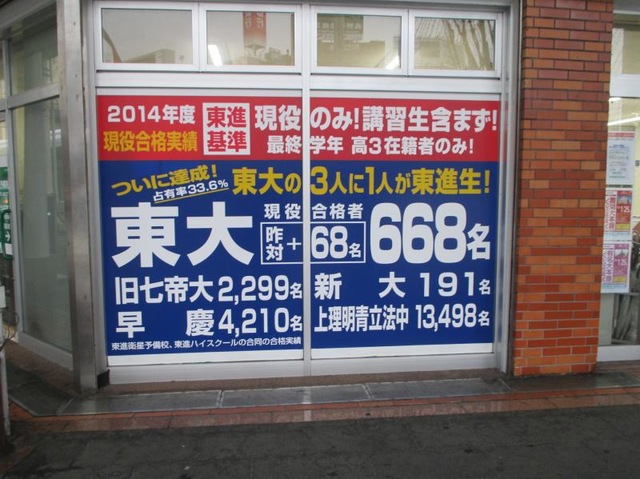 2014年度
現役合格実績
東進
基準
現役のみ!講習生含まず!
最終学年 高3在籍者のみ!
ついに達成!
占有率33.6%
東大の3人に1人が東進生!
東大
現役合格者
昨対+68名
668名
旧七帝大2,299名
新大191名
早慶4,210名
上理明青立法中13,498名
東進衛星予備校、東進ハイスクールの合同の合格実績